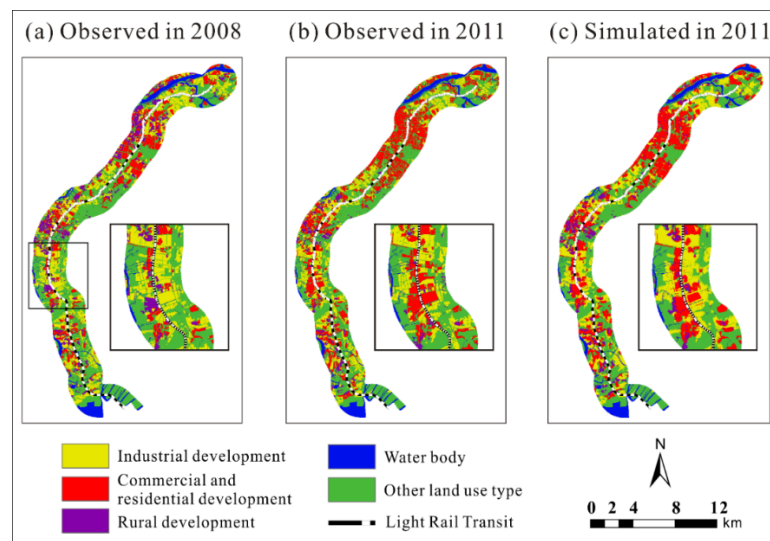 (a) Observed in 2008
(b) Observed in 2011
(c) Simulated in 2011
Industrial development
Commercial and
residential development
Rural development
Water body
Other land use type
Light Rail Transit
N
0 2 4 8 12
km